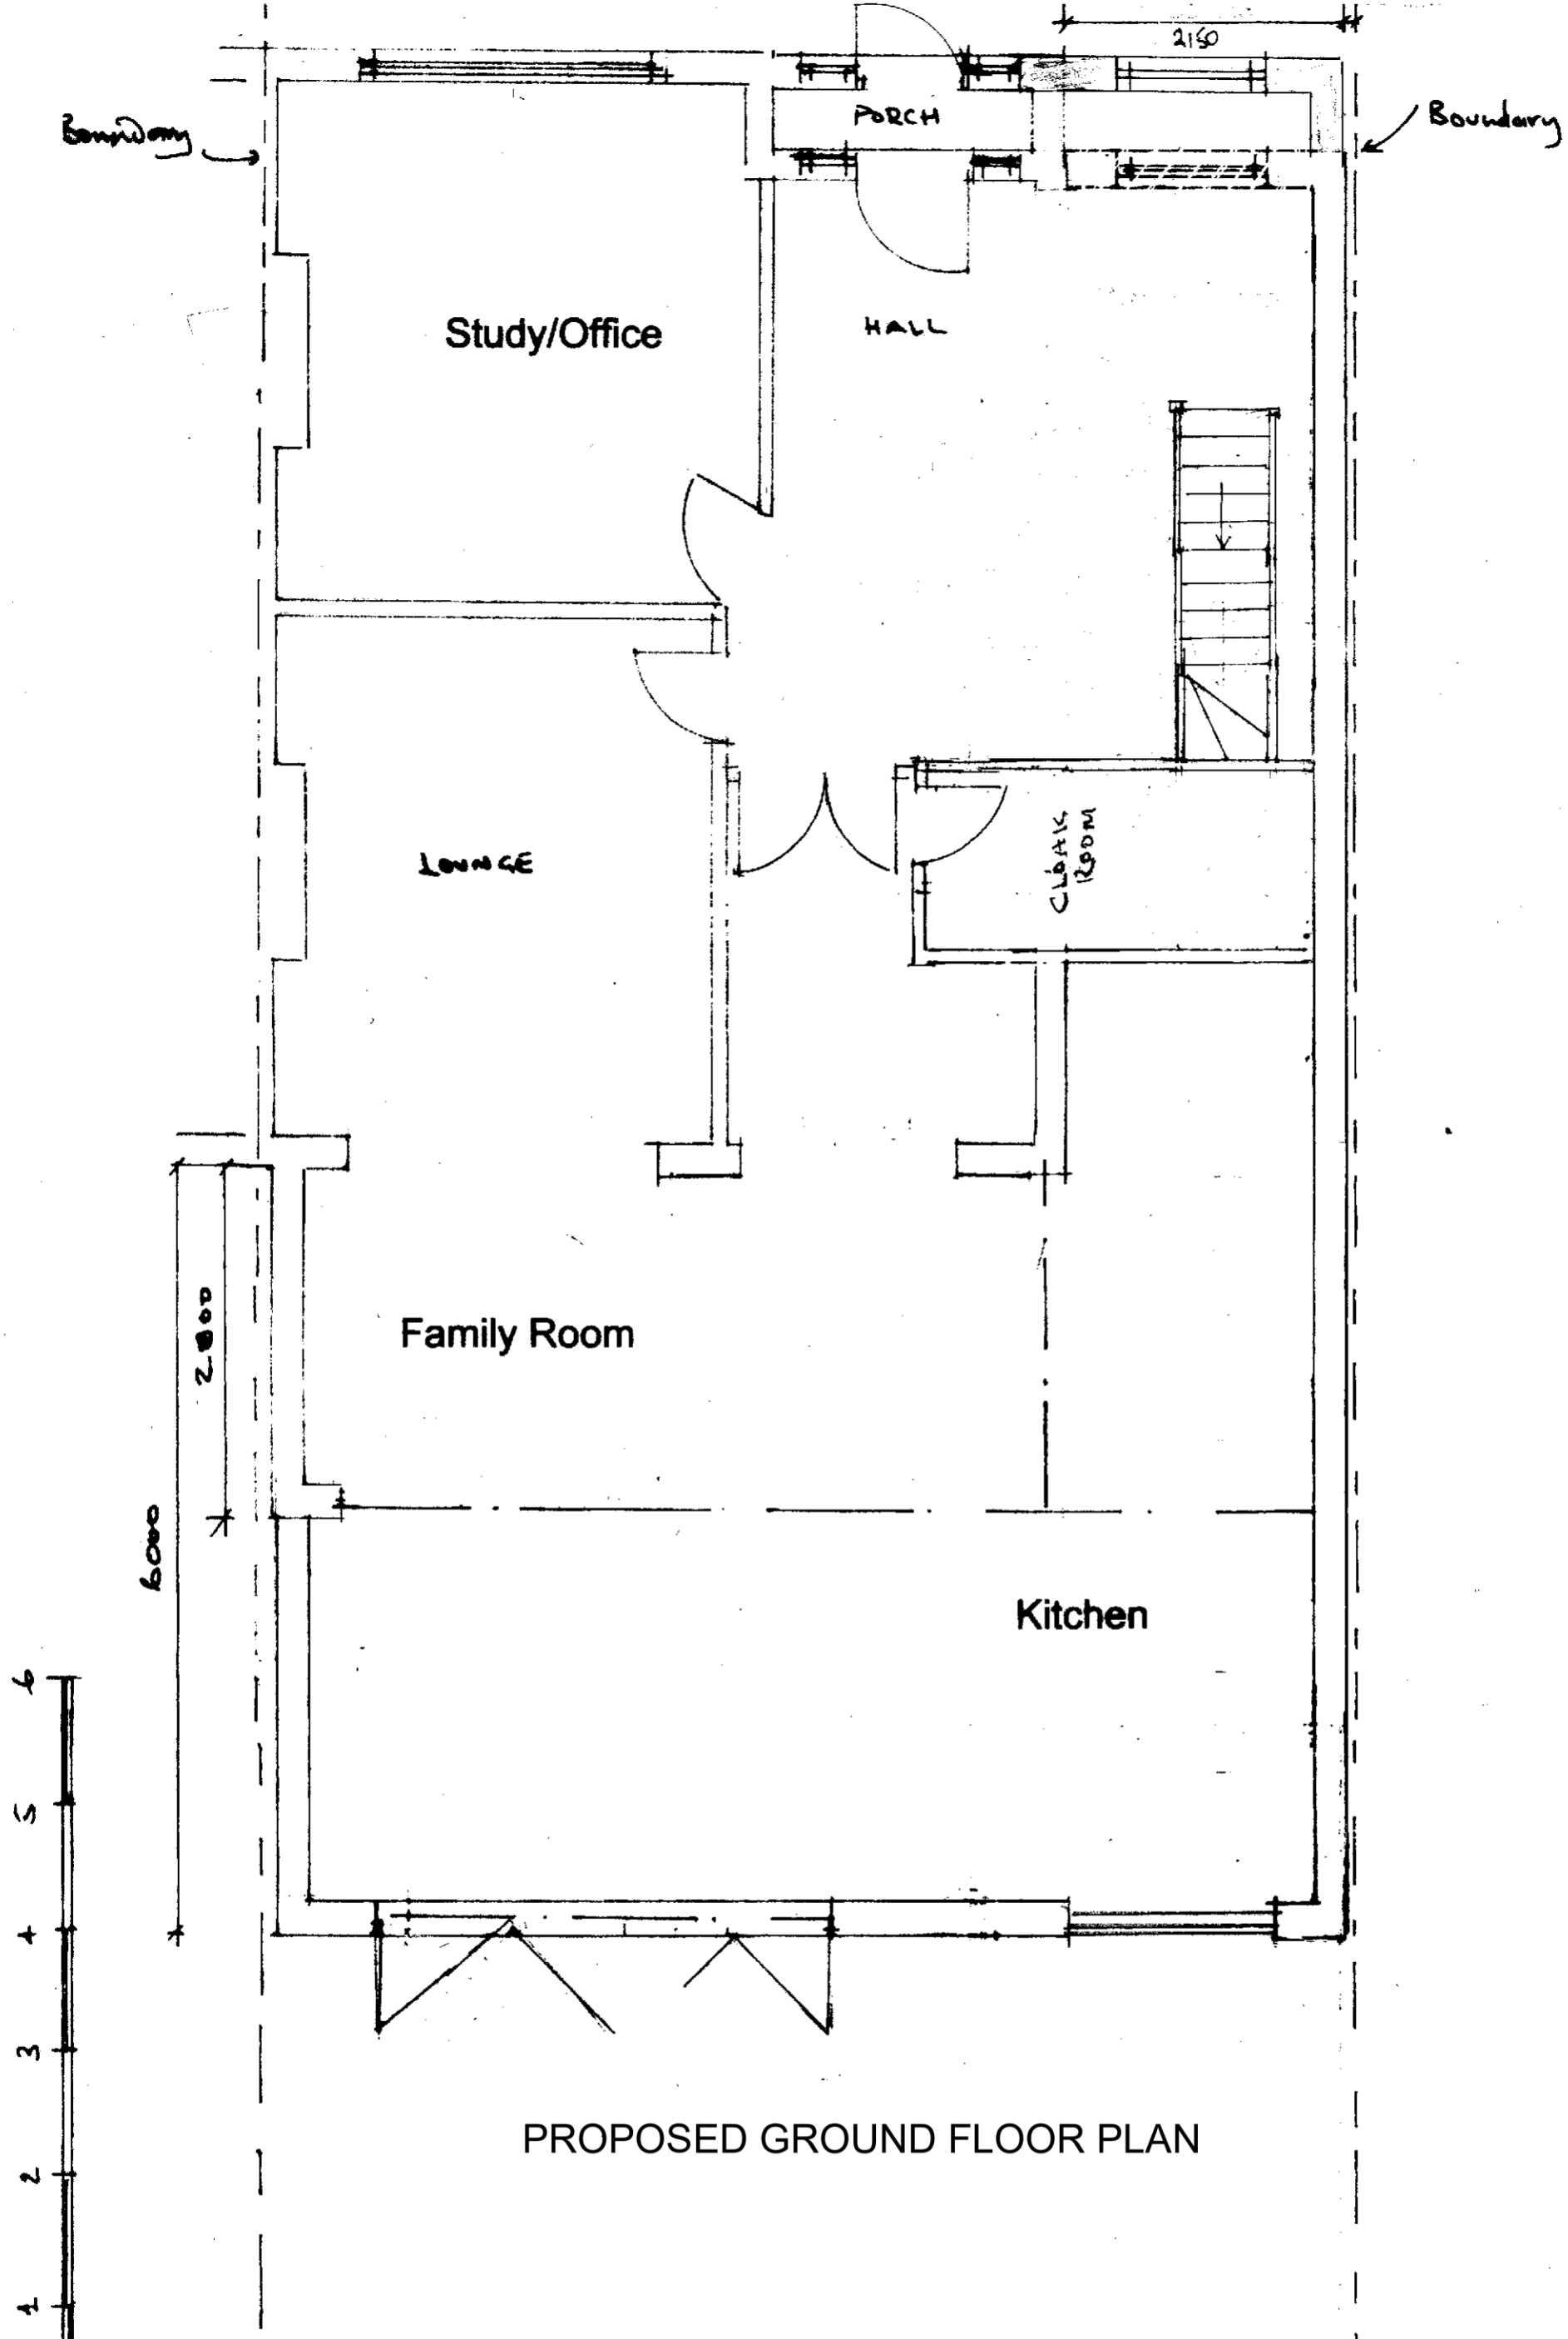 2150
PORCH
Boundary
Boundary
Study/Office
HALL
LOUNGE
CLOAK
ROOM
2800
Family Room
6000
Kitchen
6
5
4
3
2
1
PROPOSED GROUND FLOOR PLAN